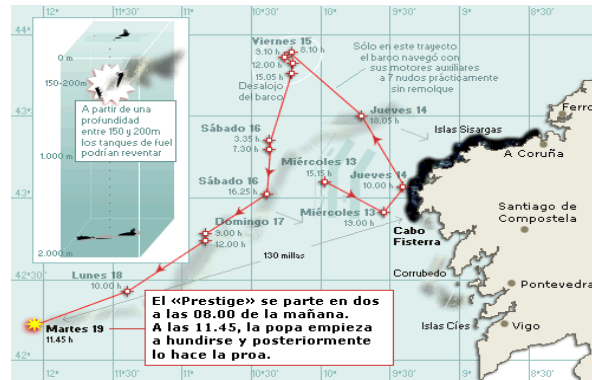 12°
11°30'
11°
10°30'
10°
9°30'
9°
8°30'
44°
Viernes 15
9.10 h
8.10 h
12.00 h
15.05 h
Desalojo
del barco
Sólo en este trayecto
el barco navegó con
sus motores auxiliares
a 7 nudos prácticamente
sin remolque
0 m
150-200m
A partir de una
profundidad
entre 150 y 200m
los tanques de fuel
podrían reventar
1.000 m
2.000 m
43°
Jueves 14
18.05 h
Islas Sisargas
Ferro
A Coruña
Sábado 16
3.35 h
7.30 h
Miércoles 13
15.15 h
Jueves 14
10.00 h
43°
Sábado 16
16.25 h
Miércoles 13
19.00 h
Cabo
Fisterra
Santiago de
Compostela
Domingo 17
9.00 h
12.00 h
130 millas
Corrubedo
42°30'
Lunes 18
10.00 h
Pontevedra
Islas Cíes
Vigo
Martes 19
11.45 h
El «Prestige» se parte en dos
a las 08.00 de la mañana.
A las 11.45, la popa empieza
a hundirse y posteriormente
lo hace la proa.
42°
12°
11°30'
11°
10°30'
10°
9°30'
9°
8°30'